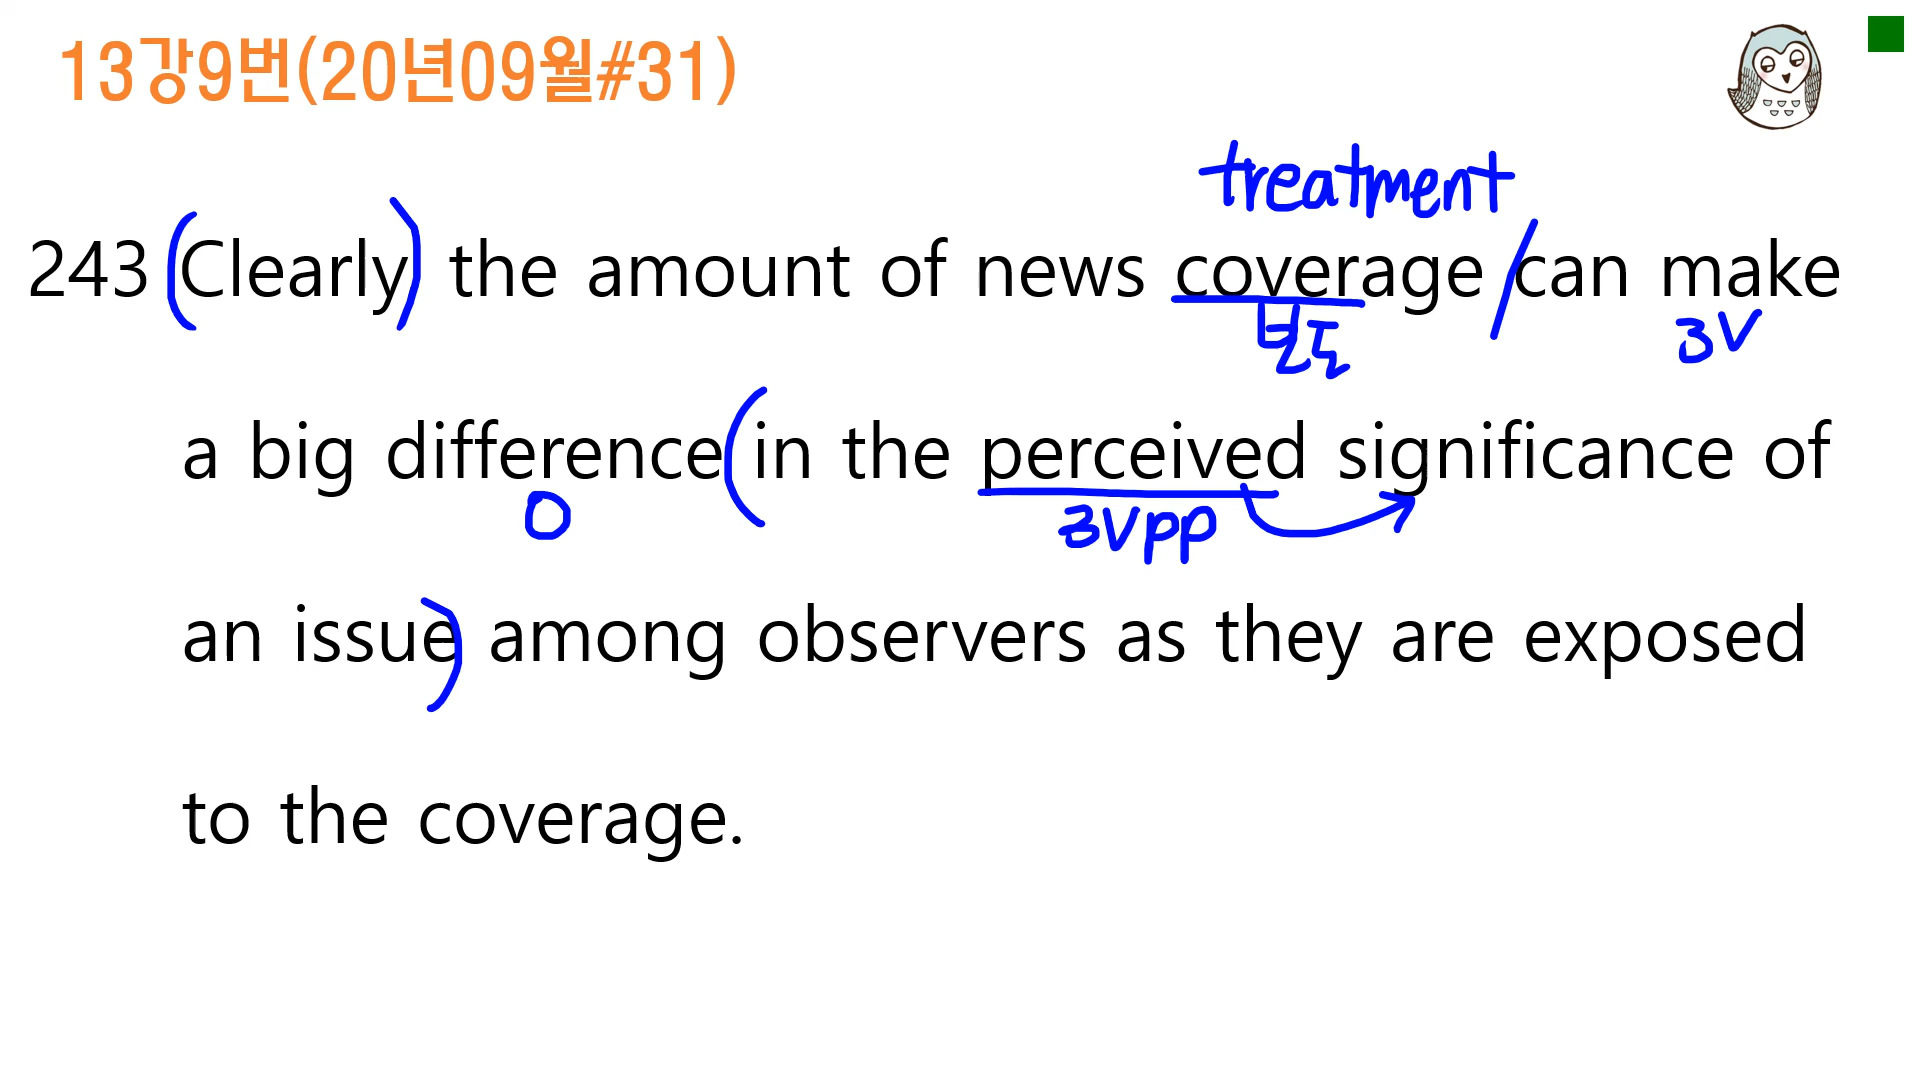 13강9번(20년09월#31)
treatment
243 (Clearly) the amount of news coverage / can make
보도 3V
a big difference (in the perceived significance of
O 3Vpp
an issue) among observers as they are exposed
to the coverage.